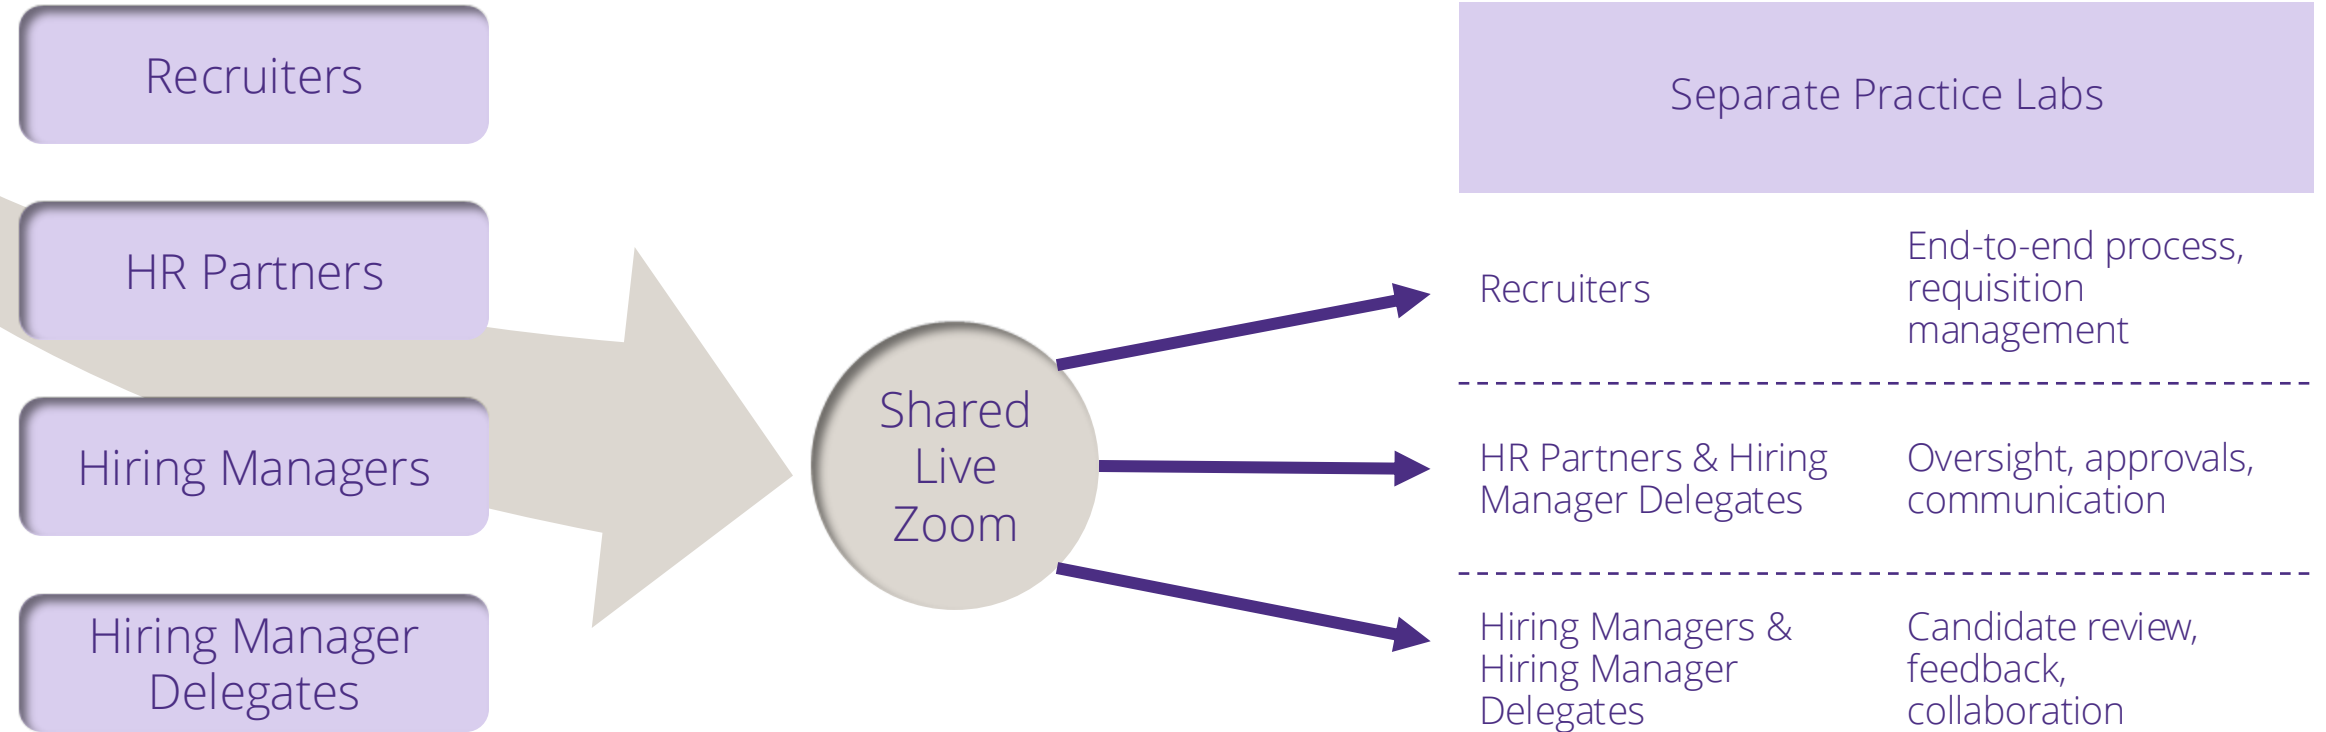 Recruiters
HR Partners
Hiring Managers
Hiring Manager
Delegates
Shared
Live
Zoom
Separate Practice Labs
Recruiters
End-to-end process,
requisition
management
HR Partners & Hiring
Manager Delegates
Oversight, approvals,
communication
Hiring Managers &
Hiring Manager
Delegates
Candidate review,
feedback,
collaboration